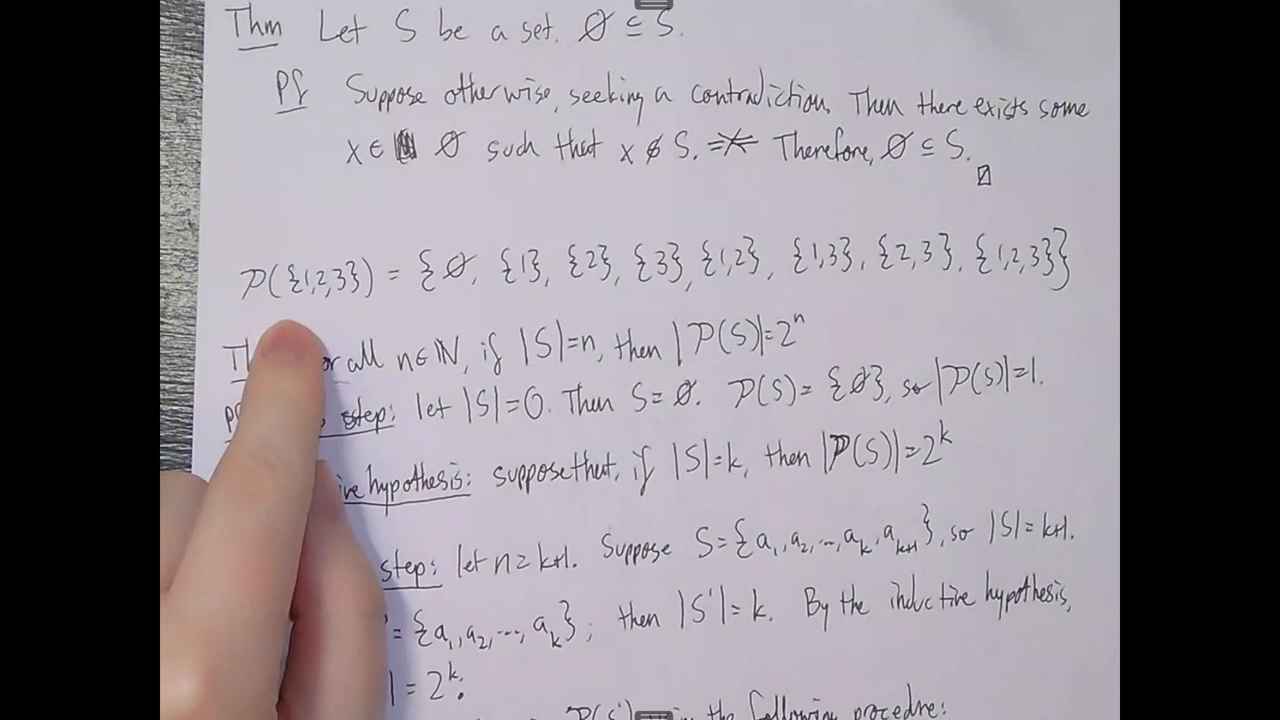 Thm Let S be a set. ∅ ⊆ S.
Pf Suppose otherwise, seeking a contradiction. Then there exists some
x ∈ ∅ such that x ∉ S. ⇒⇐ Therefore, ∅ ⊆ S.
P({1,2,3}) = {∅, {1}, {2}, {3}, {1,2}, {1,3}, {2,3}, {1,2,3}}
all n∈ℕ, if |S|=n, then |P(S)|=2ⁿ
step: let |S|=0. Then S=∅. P(S)={∅}, so |P(S)|=1.
hypothesis: suppose that, if |S|=k, then |P(S)|=2ᵏ
step: let n=k+1. Suppose S={a₁,a₂,...,aₖ,aₖ₊₁}, so |S|=k+1.
= {a₁,a₂,...,aₖ}; then |S'|=k. By the inductive hypothesis,
| = 2ᵏ.
P(S') the following procedure: